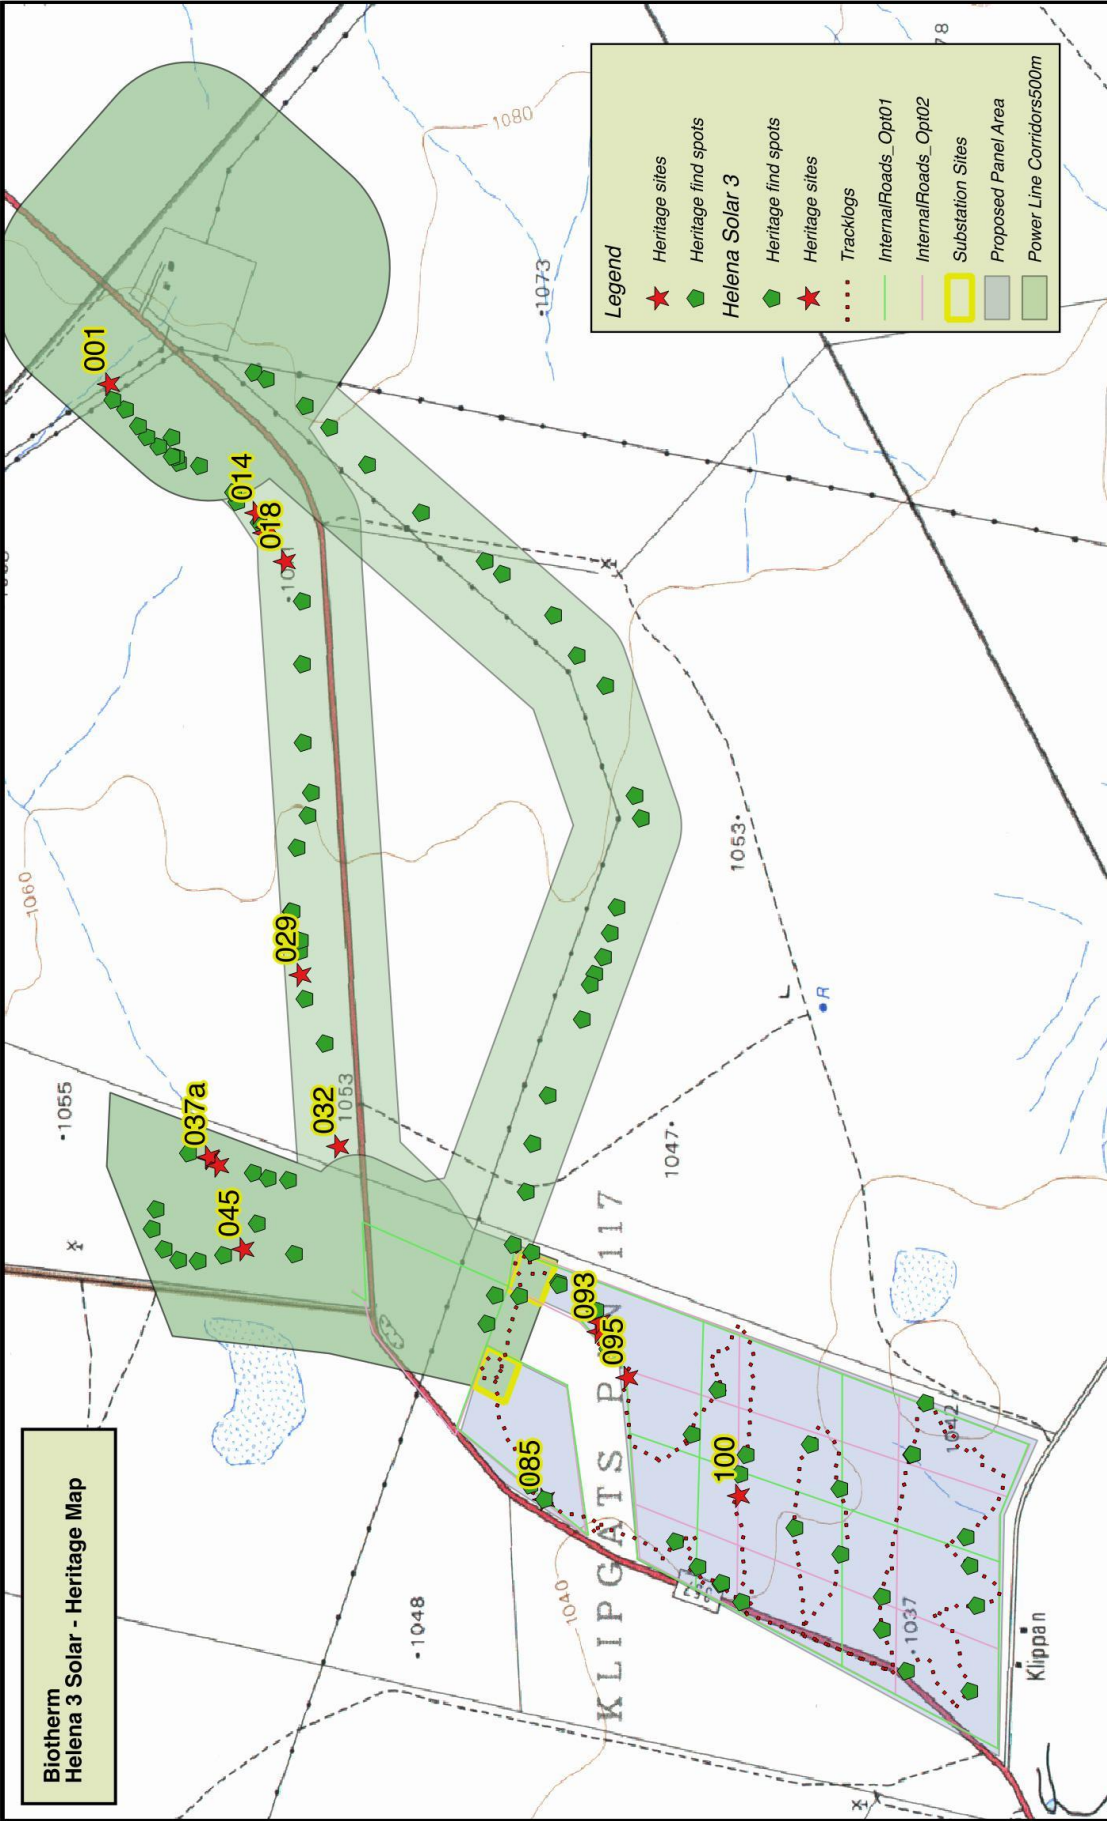 Biotherm
Helena 3 Solar - Heritage Map
Legend
Heritage sites
Heritage find spots
Helena Solar 3
Heritage find spots
Heritage sites
Tracklogs
InternalRoads_Opt01
InternalRoads_Opt02
Substation Sites
Proposed Panel Area
Power Line Corridors500m
001
014
018
029
032
037a
045
085
093
095
100
1080
1073
1060
1055
1053
1053
1047
1048
1040
1042
1037
78
R
L
KLIPGATS P N 117
Klippan